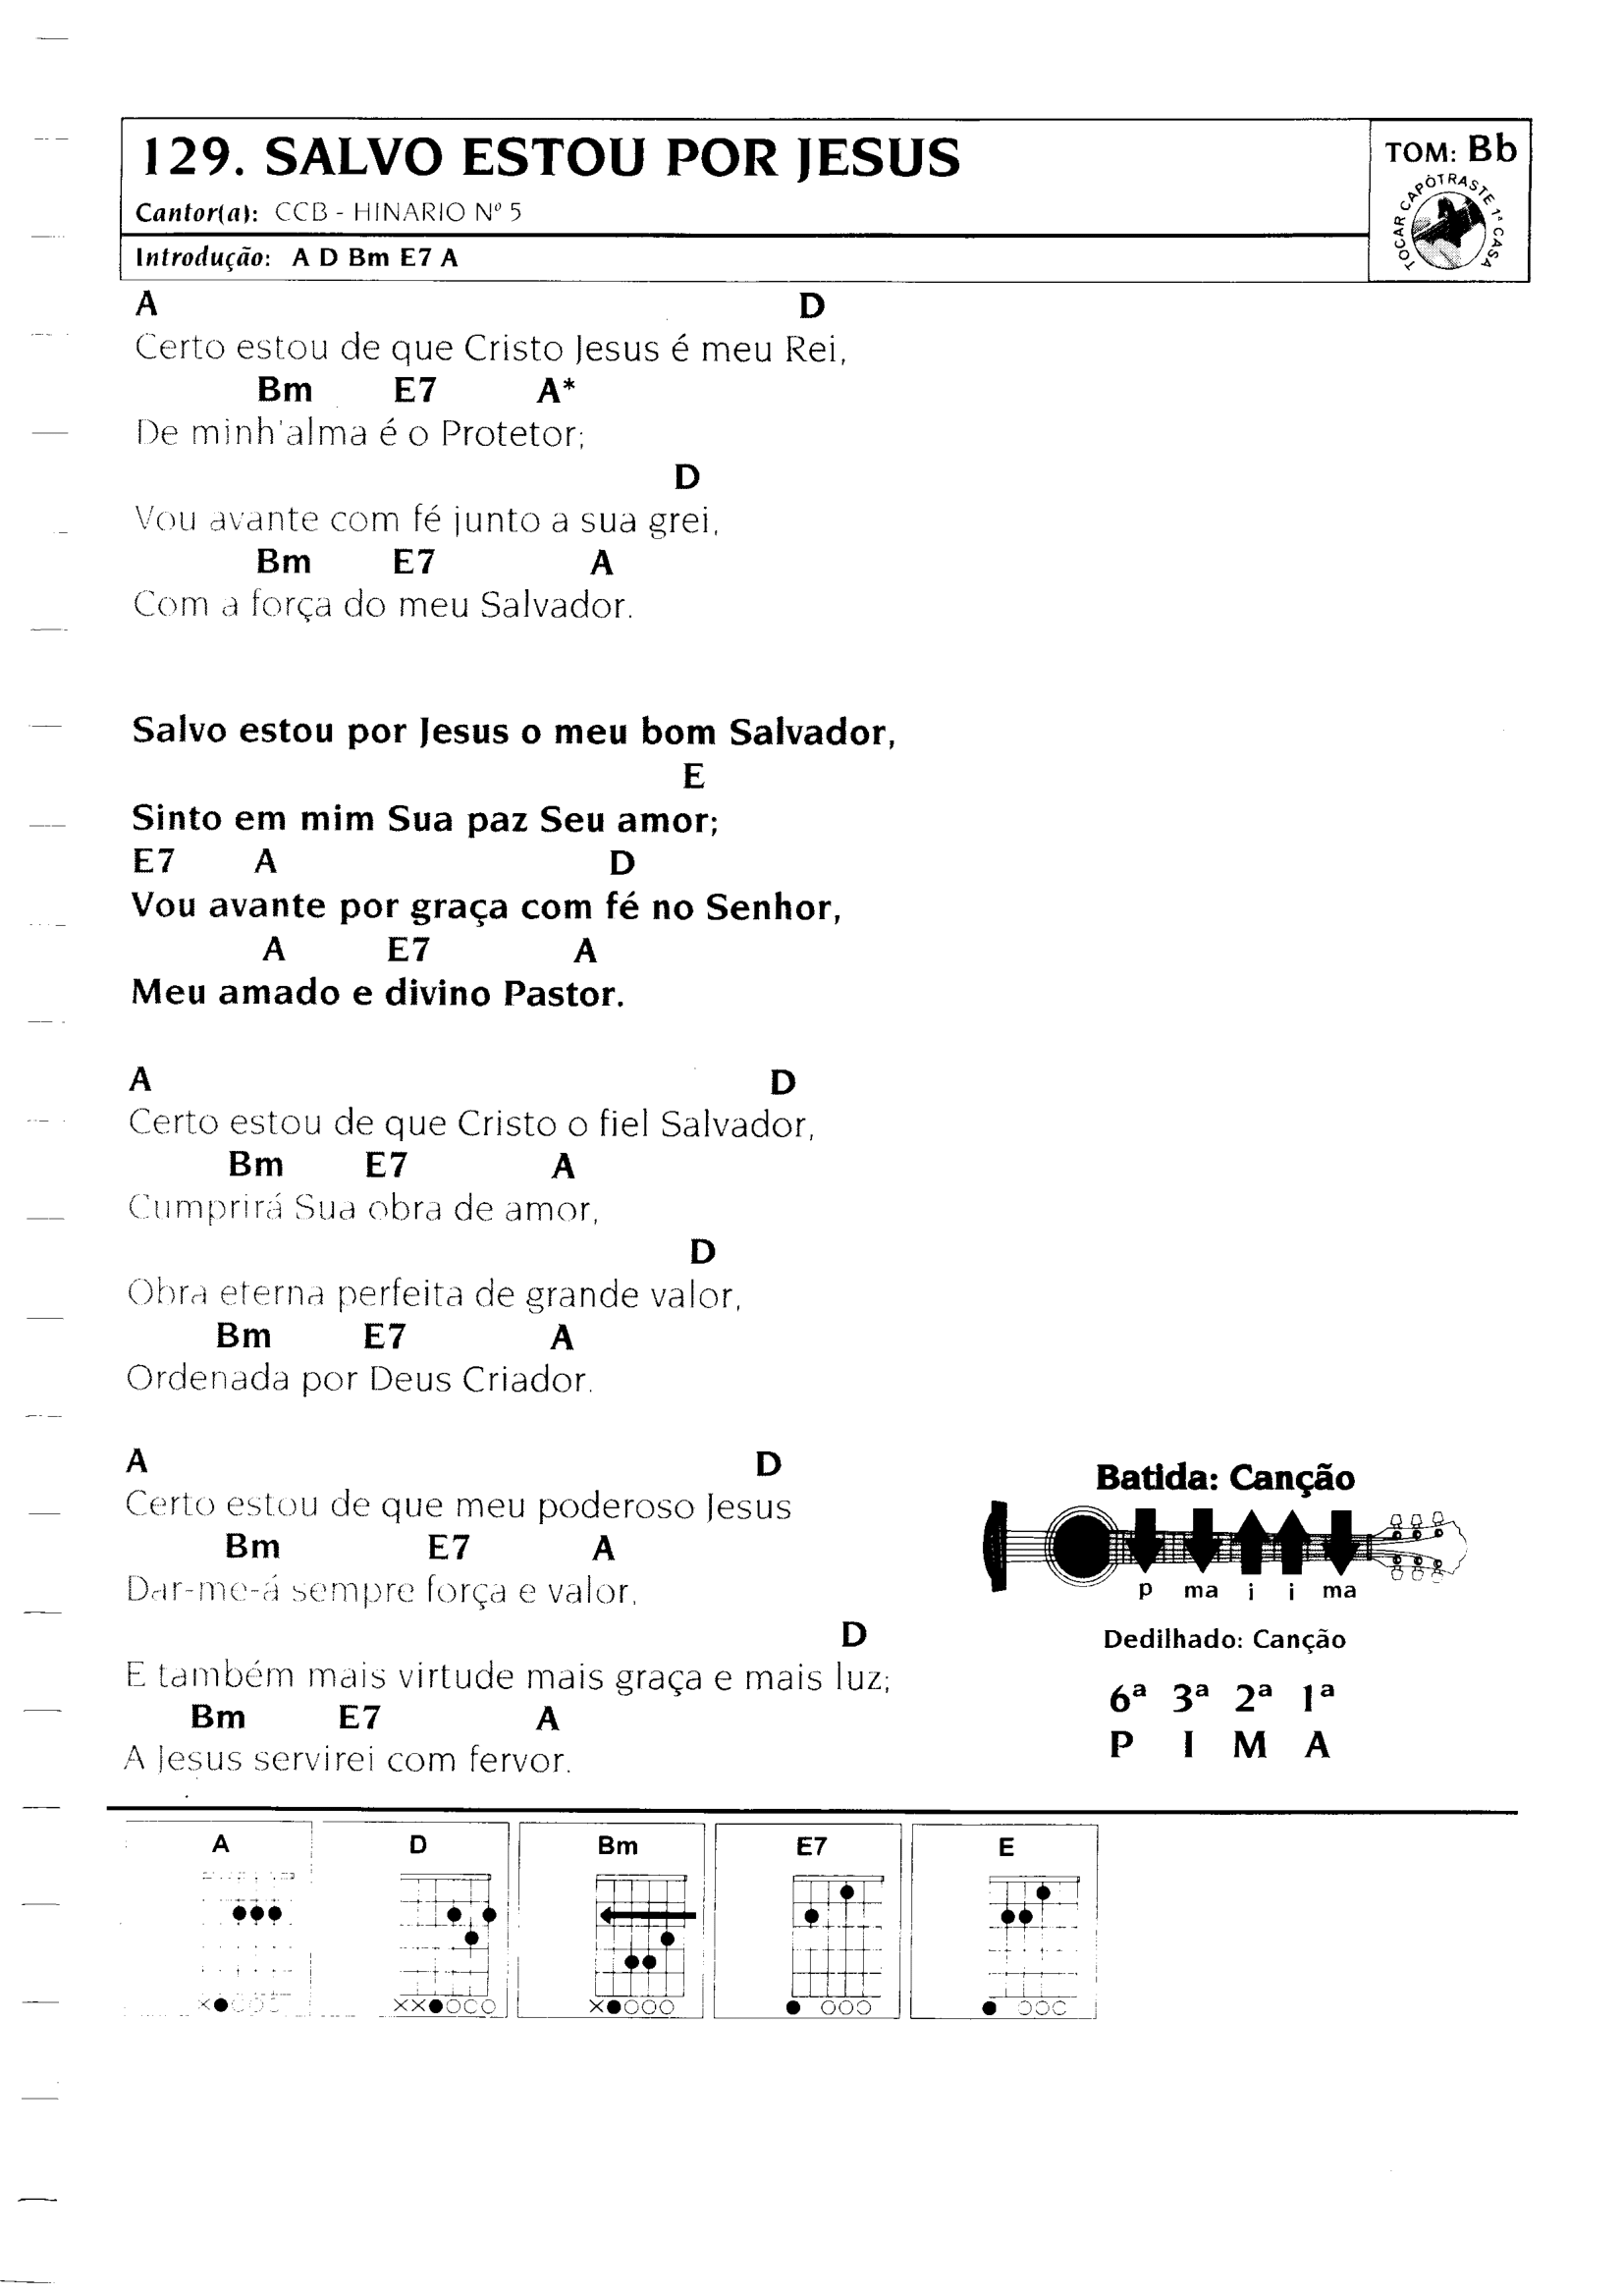 129. SALVO ESTOU POR JESUS
Cantor(a): CCB - HINARIO Nº 5
Introdução: A D Bm E7 A
TOM: Bb
TOCAR CAPÒTRASTE 1ª CASA
A D
Certo estou de que Cristo Jesus é meu Rei,
Bm E7 A*
De minh'alma é o Protetor;
D
Vou avante com fé junto a sua grei,
Bm E7 A
Com a força do meu Salvador.
Salvo estou por Jesus o meu bom Salvador,
E
Sinto em mim Sua paz Seu amor;
E7 A D
Vou avante por graça com fé no Senhor,
A E7 A
Meu amado e divino Pastor.
A D
Certo estou de que Cristo o fiel Salvador,
Bm E7 A
Cumprirá Sua obra de amor,
D
Obra eterna perfeita de grande valor,
Bm E7 A
Ordenada por Deus Criador.
A D
Certo estou de que meu poderoso Jesus
Bm E7 A
Dar-me-á sempre força e valor,
D
E também mais virtude mais graça e mais luz;
Bm E7 A
A Jesus servirei com fervor.
Batida: Canção
p ma i i ma
Dedilhado: Canção
6ª 3ª 2ª 1ª
P I M A
A D Bm E7 E